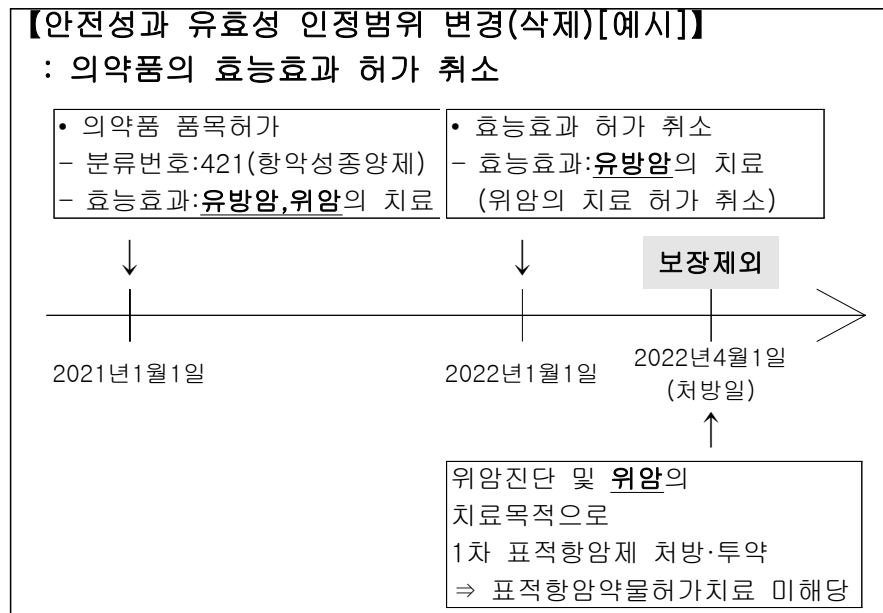 【안전성과 유효성 인정범위 변경(삭제)[예시]】
: 의약품의 효능효과 허가 취소
• 의약품 품목허가
- 분류번호:421(항악성종양제)
- 효능효과:유방암,위암의 치료
• 효능효과 허가 취소
- 효능효과:유방암의 치료
(위암의 치료 허가 취소)
↓
↓
보장제외
2021년1월1일
2022년1월1일
2022년4월1일
(처방일)
↑
위암진단 및 위암의
치료목적으로
1차 표적항암제 처방·투약
⇒ 표적항암약물허가치료 미해당